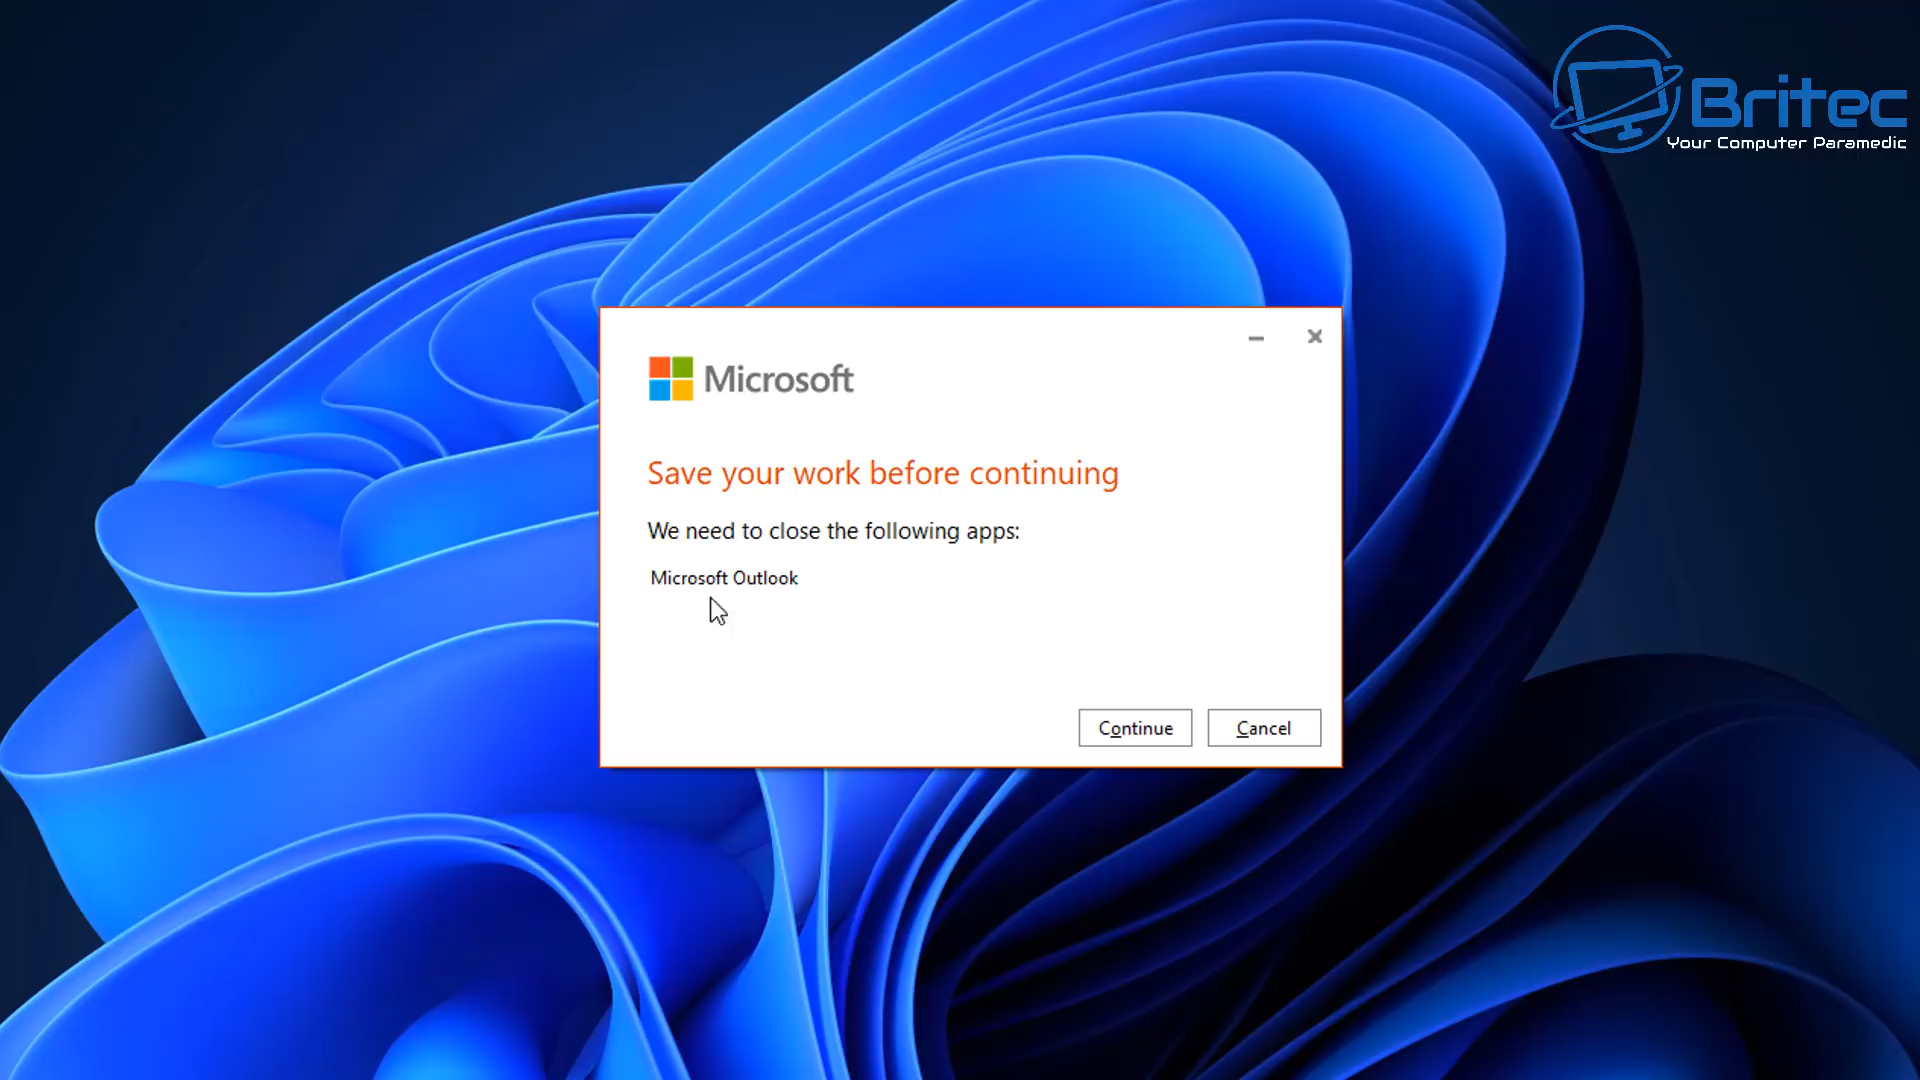 Britec
Your Computer Paramedic
Microsoft
Save your work before continuing
We need to close the following apps:
Microsoft Outlook
Continue
Cancel